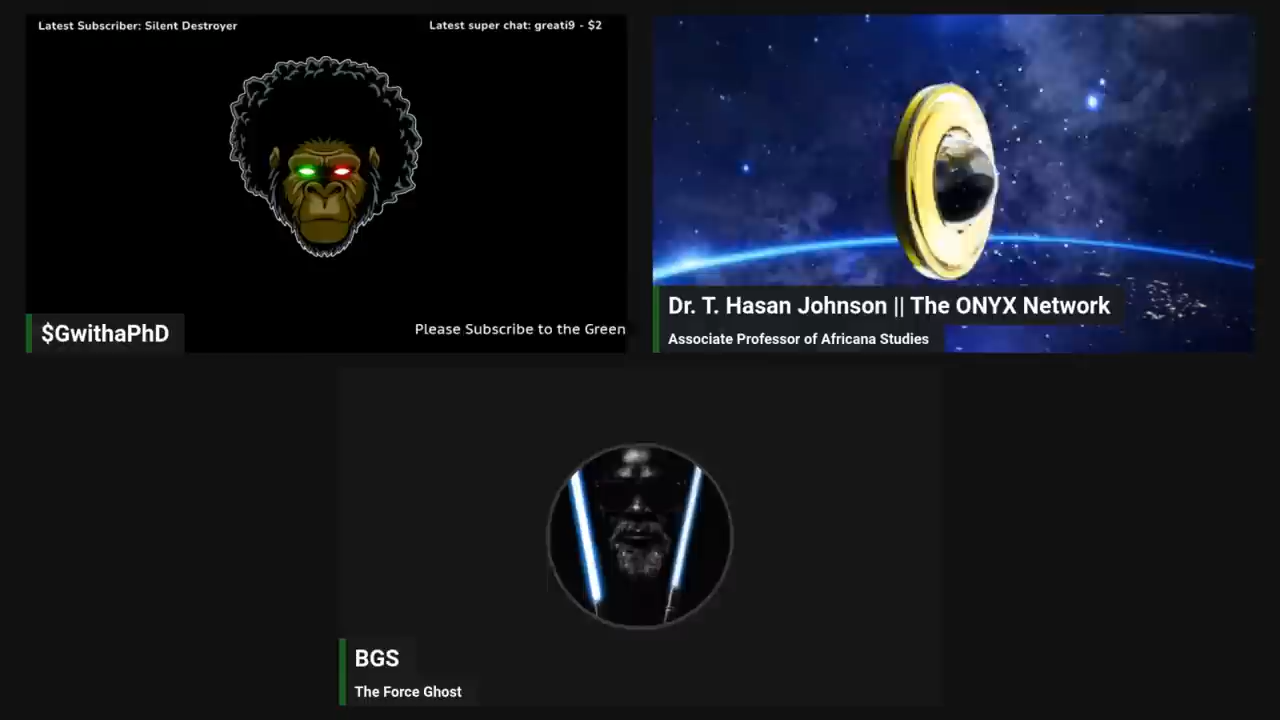 Latest Subscriber: Silent Destroyer
Latest super chat: greati9 - $2
$GwithaPhD
Please Subscribe to the Green
Dr. T. Hasan Johnson || The ONYX Network
Associate Professor of Africana Studies
BGS
The Force Ghost